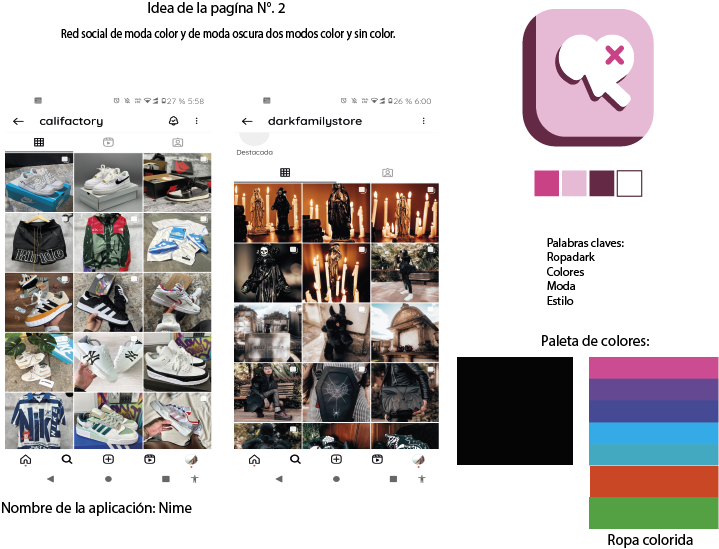 Idea de la pagína N°. 2
Red social de moda color y de moda oscura dos modos color y sin color.
27 % 5:58
califactory
26 % 6:00
darkfamilystore
Destacada
Palabras claves:
Ropadark
Colores
Moda
Estilo
Paleta de colores:
Nombre de la aplicación: Nime
Ropa colorida